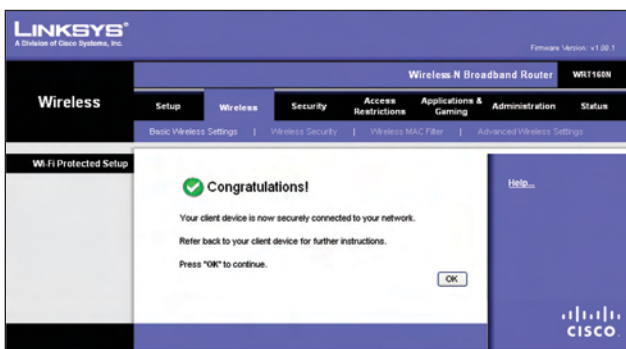 LINKSYS®
A Division of Cisco Systems, Inc.
Firmware Version: v1.00.1
Wireless-N Broadband Router WRT160N
Wireless
Setup Wireless Security Access Restrictions Applications & Gaming Administration Status
Basic Wireless Settings | Wireless Security | Wireless MAC Filter | Advanced Wireless Settings
Wi-Fi Protected Setup
Congratulations!
Help...
Your client device is now securely connected to your network.
Refer back to your client device for further instructions.
Press "OK" to continue.
OK
CISCO.